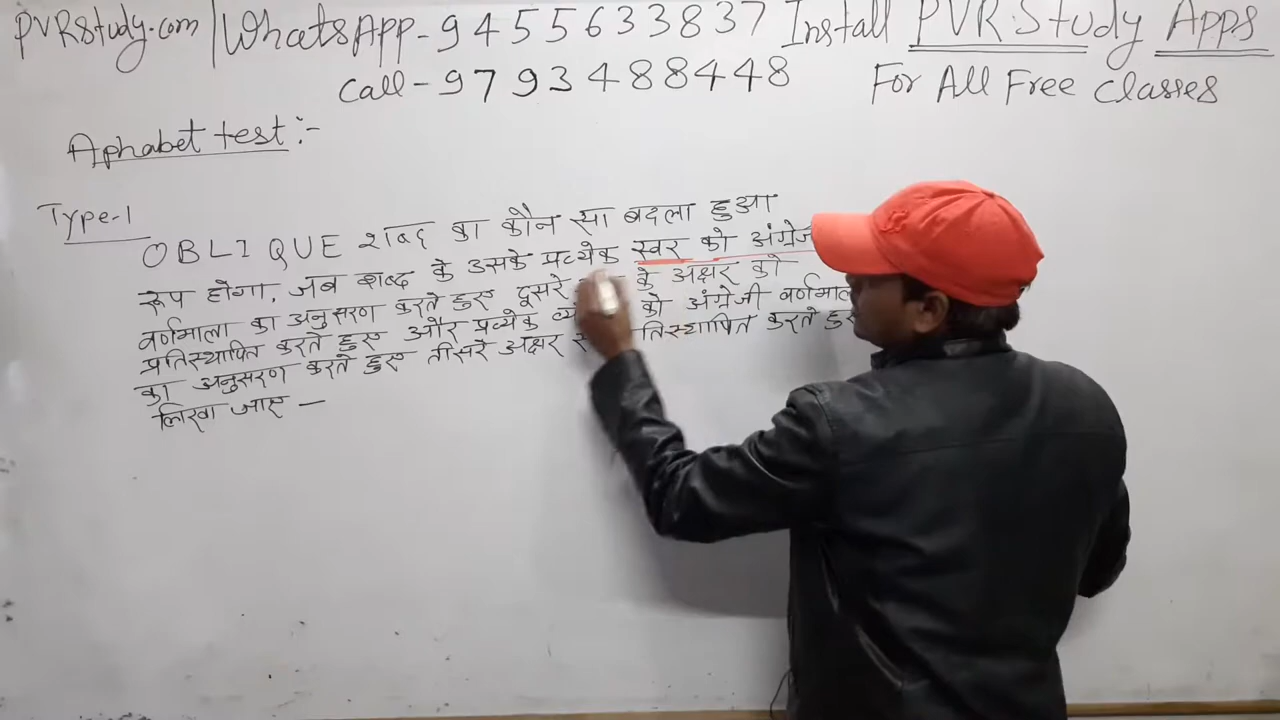 PVRStudy.com | WhatsApp - 9455633837 Install PVR Study Apps
Call - 9793488448 For All Free Classes
Aphabet test :-
Type-1
OBLIQUE शब्द का कौन सा बदला हुआ
रूप होगा, जब शब्द के उसके प्रत्येक स्वर को
वर्णमाला का अनुसरण करते हुए दूसरे के अक्षर को
प्रतिस्थापित करते हुए और प्रत्येक को अंग्रेजी
का अनुसरण करते हुए तीसरे अक्षर करते
लिखा जाए —